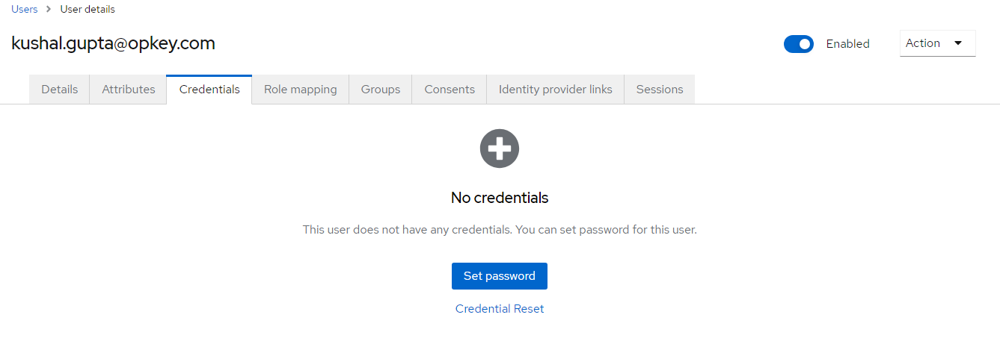 Users > User details
kushal.gupta@opkey.com
Enabled
Action
Details Attributes Credentials Role mapping Groups Consents Identity provider links Sessions
No credentials
This user does not have any credentials. You can set password for this user.
Set password
Credential Reset